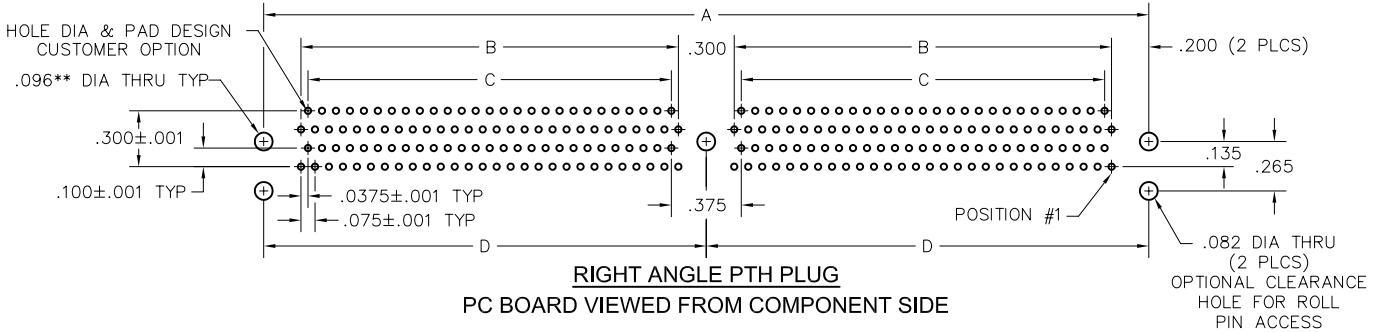 A
HOLE DIA & PAD DESIGN
CUSTOMER OPTION
B
.300
B
.200 (2 PLCS)
.096** DIA THRU TYP
C
C
.300±.001
.135
.265
.100±.001 TYP
.0375±.001 TYP
.375
.075±.001 TYP
POSITION #1
D
D
.082 DIA THRU
(2 PLCS)
OPTIONAL CLEARANCE
HOLE FOR ROLL
PIN ACCESS
RIGHT ANGLE PTH PLUG
PC BOARD VIEWED FROM COMPONENT SIDE